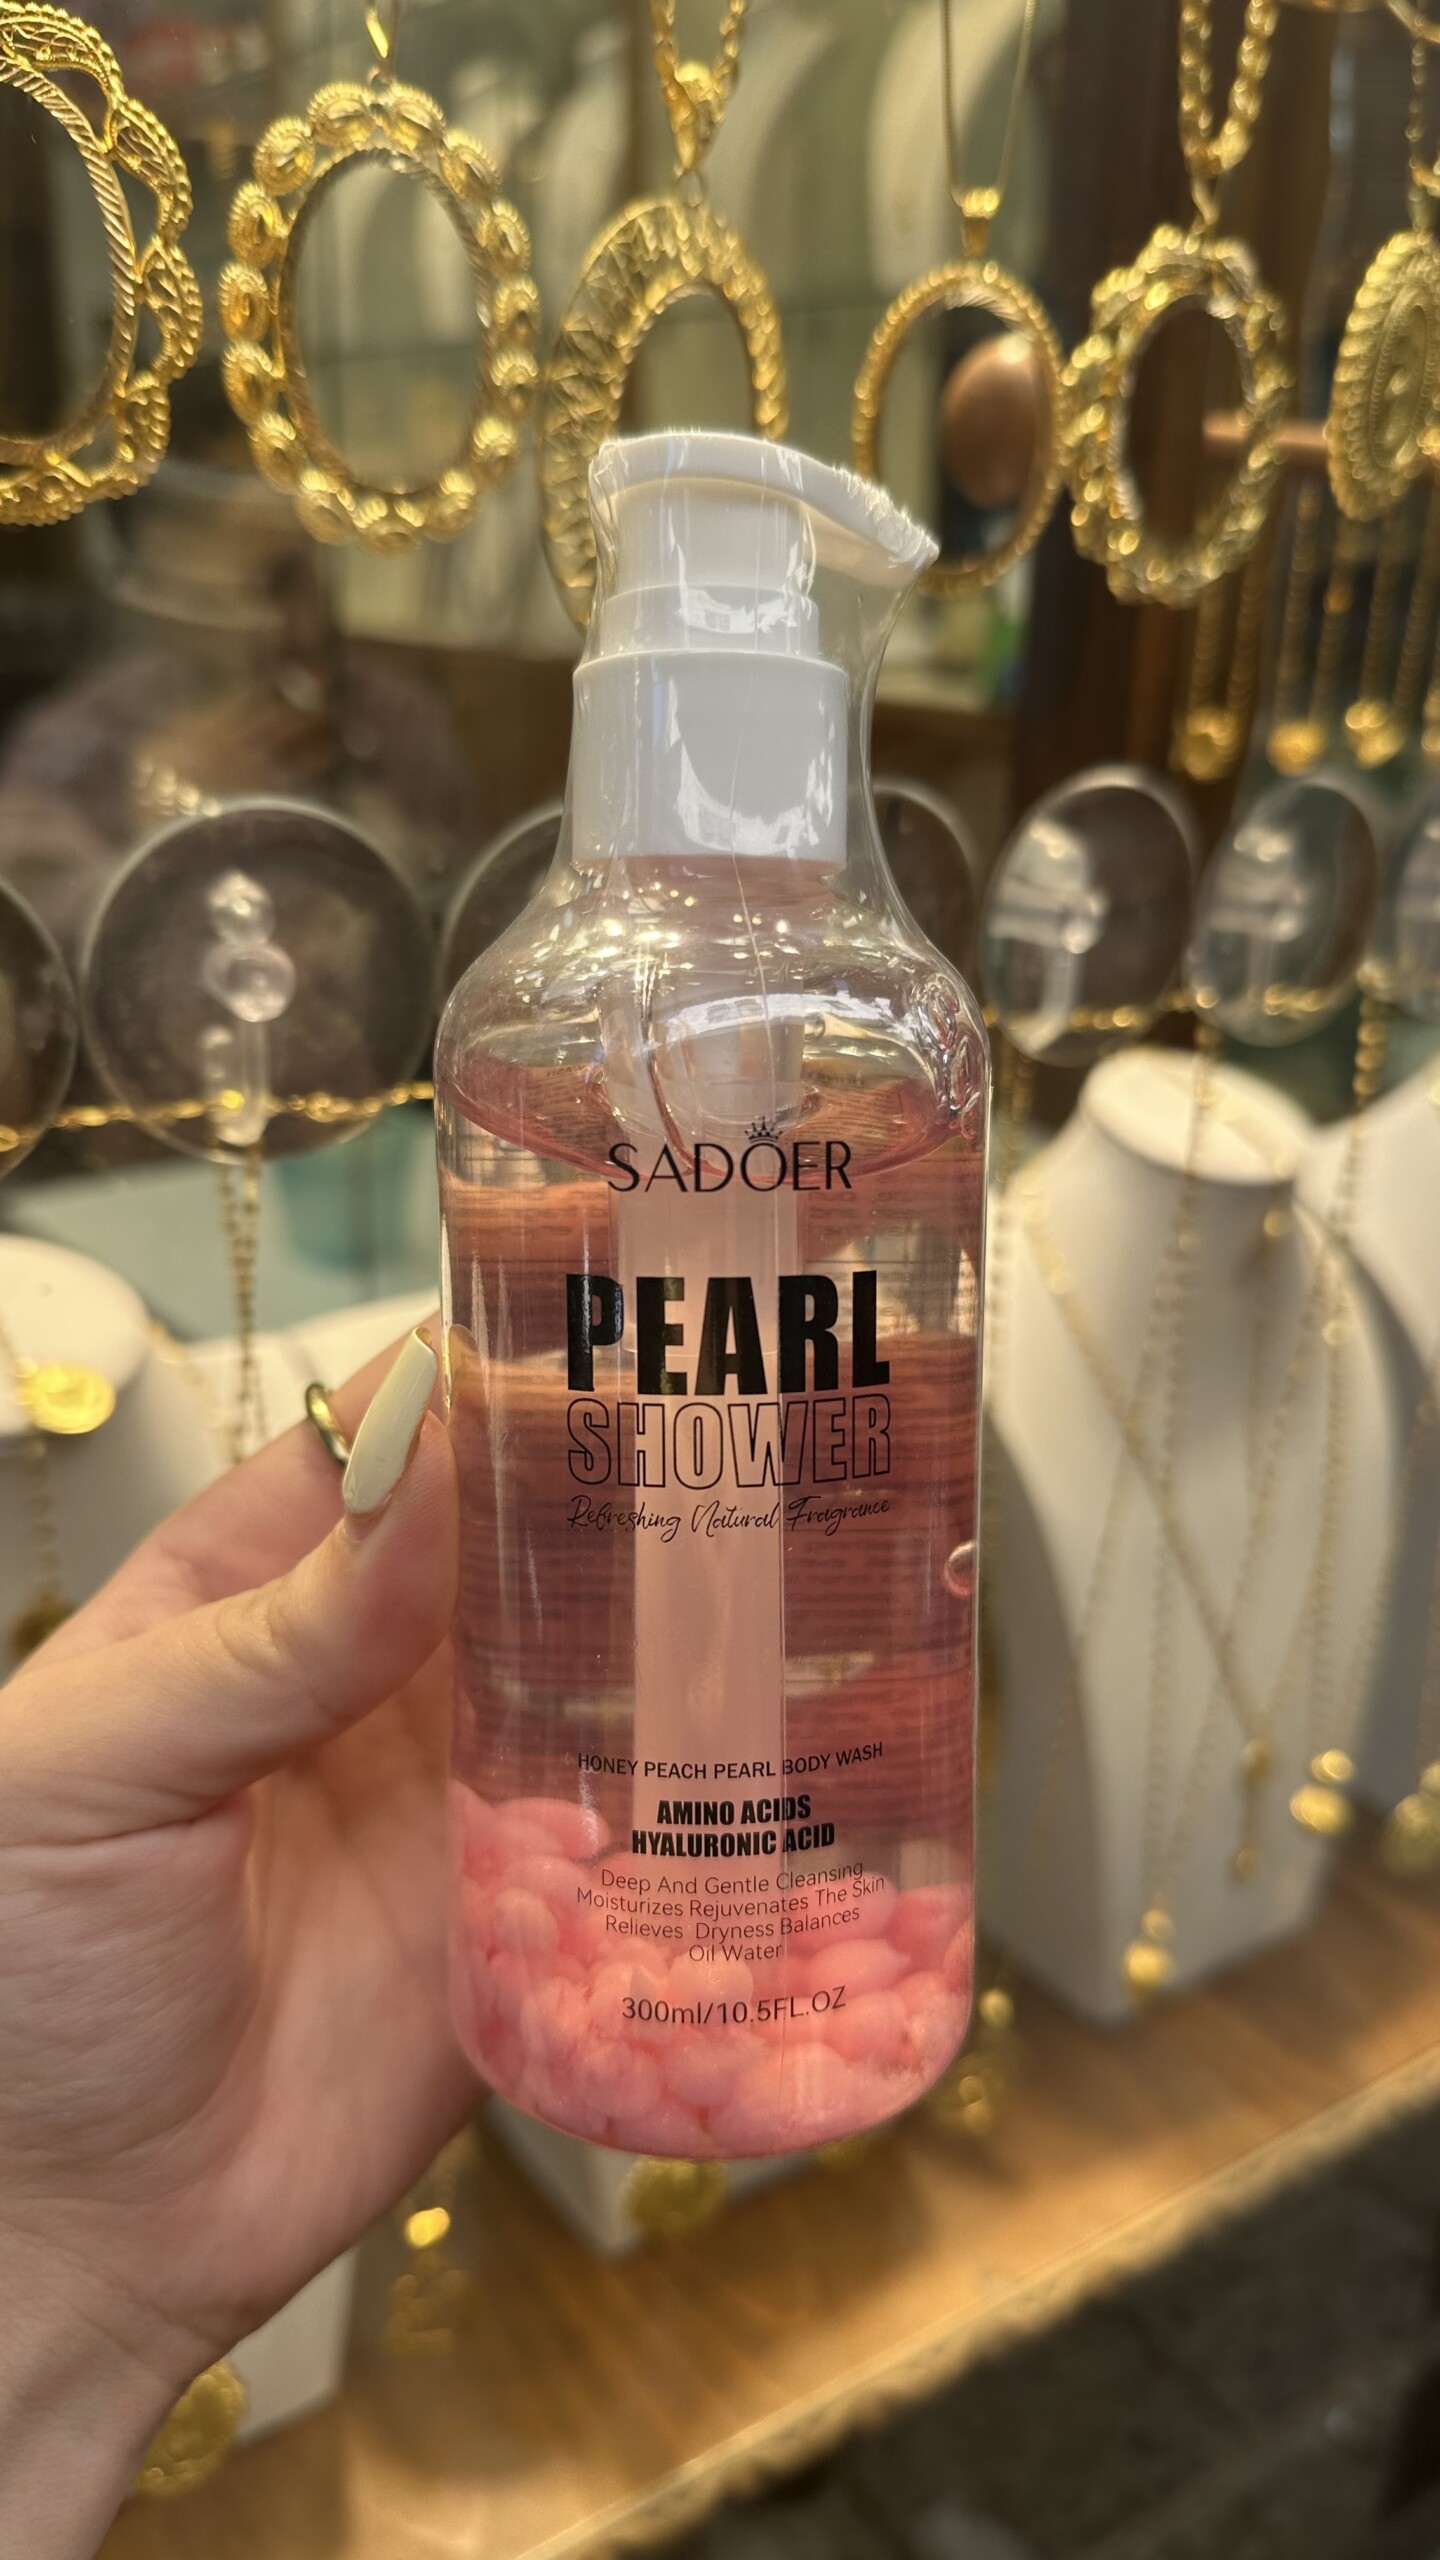 SADOER
PEARL
SHOWER
Refreshing Natural Fragrance
HONEY PEACH PEARL BODY WASH
AMINO ACIDS
HYALURONIC ACID
Deep And Gentle Cleansing
Moisturizes Rejuvenates The Skin
Relieves Dryness Balances
Oil Water
300ml/10.5FL.OZ